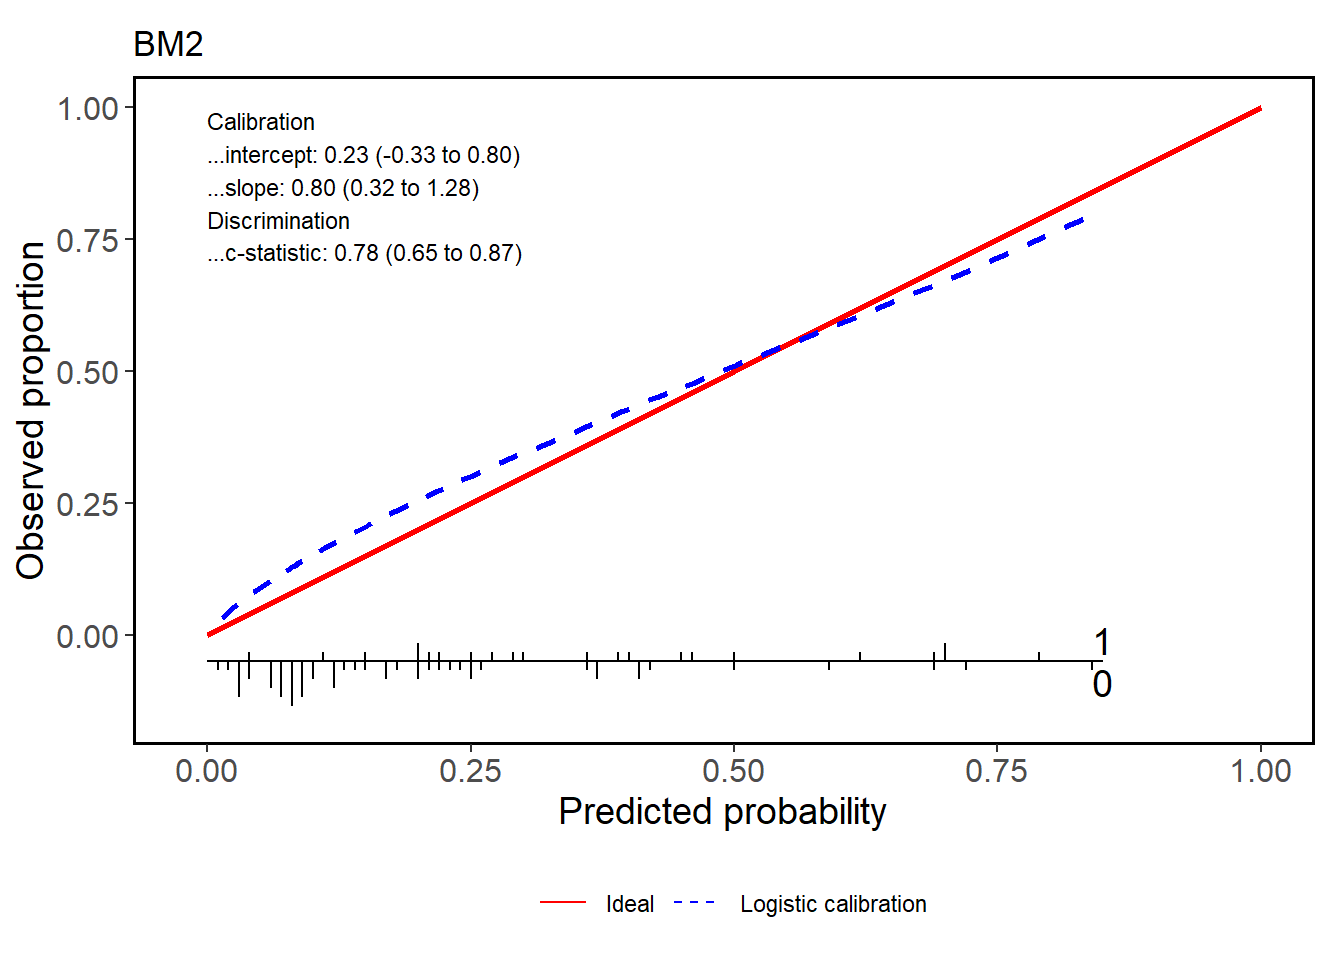 BM2
Calibration
...intercept: 0.23 (-0.33 to 0.80)
...slope: 0.80 (0.32 to 1.28)
Discrimination
...c-statistic: 0.78 (0.65 to 0.87)
1.00
0.75
0.50
0.25
0.00
Observed proportion
1
0
0.00 0.25 0.50 0.75 1.00
Predicted probability
Ideal Logistic calibration